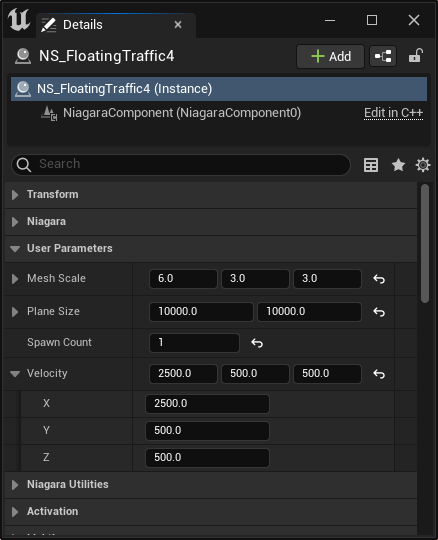 Details
NS_FloatingTraffic4
Add
NS_FloatingTraffic4 (Instance)
NiagaraComponent (NiagaraComponent0) Edit in C++
Search
Transform
Niagara
User Parameters
Mesh Scale 6.0 3.0 3.0
Plane Size 10000.0 10000.0
Spawn Count 1
Velocity 2500.0 500.0 500.0
X 2500.0
Y 500.0
Z 500.0
Niagara Utilities
Activation